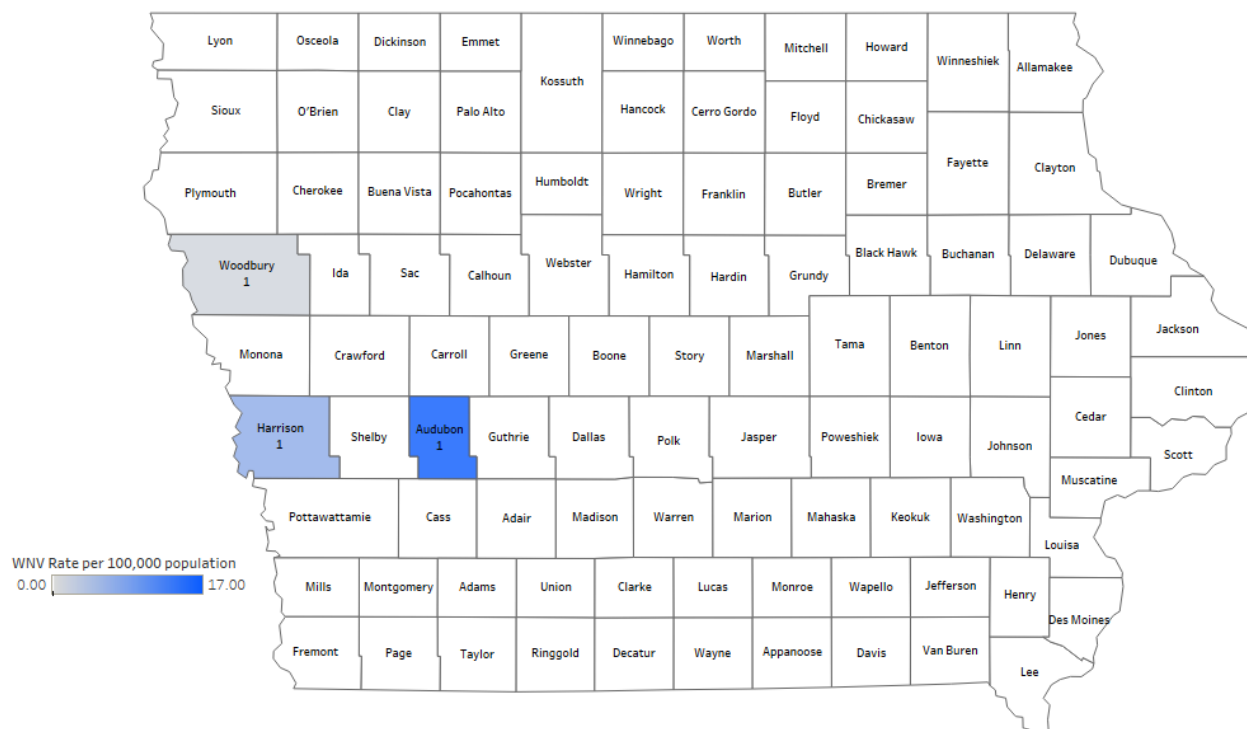 Lyon Osceola Dickinson Emmet Winnebago Worth Mitchell Howard Winneshiek Allamakee
Kossuth
Sioux O'Brien Clay Palo Alto Hancock Cerro Gordo Floyd Chickasaw
Fayette Clayton
Plymouth Cherokee Buena Vista Pocahontas Humboldt Wright Franklin Butler Bremer
Woodbury Ida Sac Calhoun Webster Hamilton Hardin Grundy Black Hawk Buchanan Delaware Dubuque
1
Monona Crawford Carroll Greene Boone Story Marshall Tama Benton Linn Jones Jackson
Clinton
Harrison Shelby Audubon Guthrie Dallas Polk Jasper Poweshiek Iowa Johnson Cedar
1 1
Scott
Muscatine
Pottawattamie Cass Adair Madison Warren Marion Mahaska Keokuk Washington
Louisa
WNV Rate per 100,000 population
0.00 17.00
Mills Montgomery Adams Union Clarke Lucas Monroe Wapello Jefferson Henry
Des Moines
Fremont Page Taylor Ringgold Decatur Wayne Appanoose Davis Van Buren
Lee